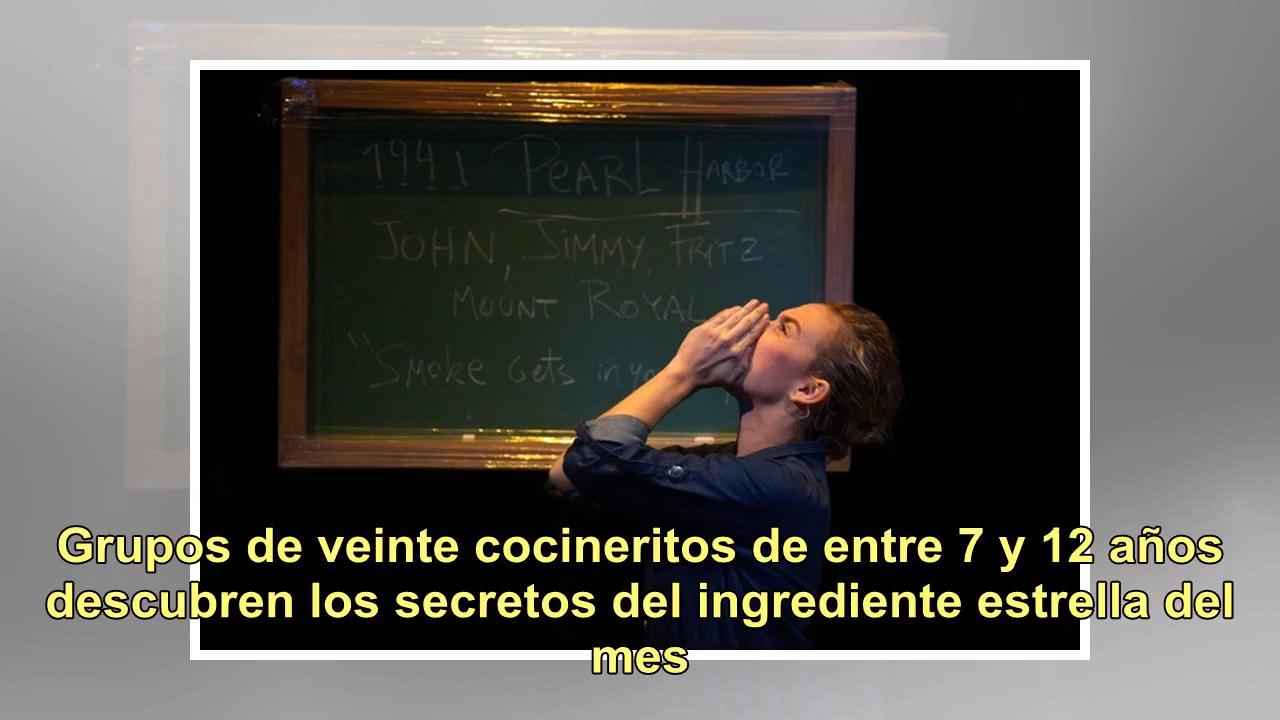 1941 PEARL HARBOR
JOHN, JIMMY, FRITZ
MOUNT ROYAL
"SMOKE GETS in
Grupos de veinte cocineritos de entre 7 y 12 años
descubren los secretos del ingrediente estrella del
mes